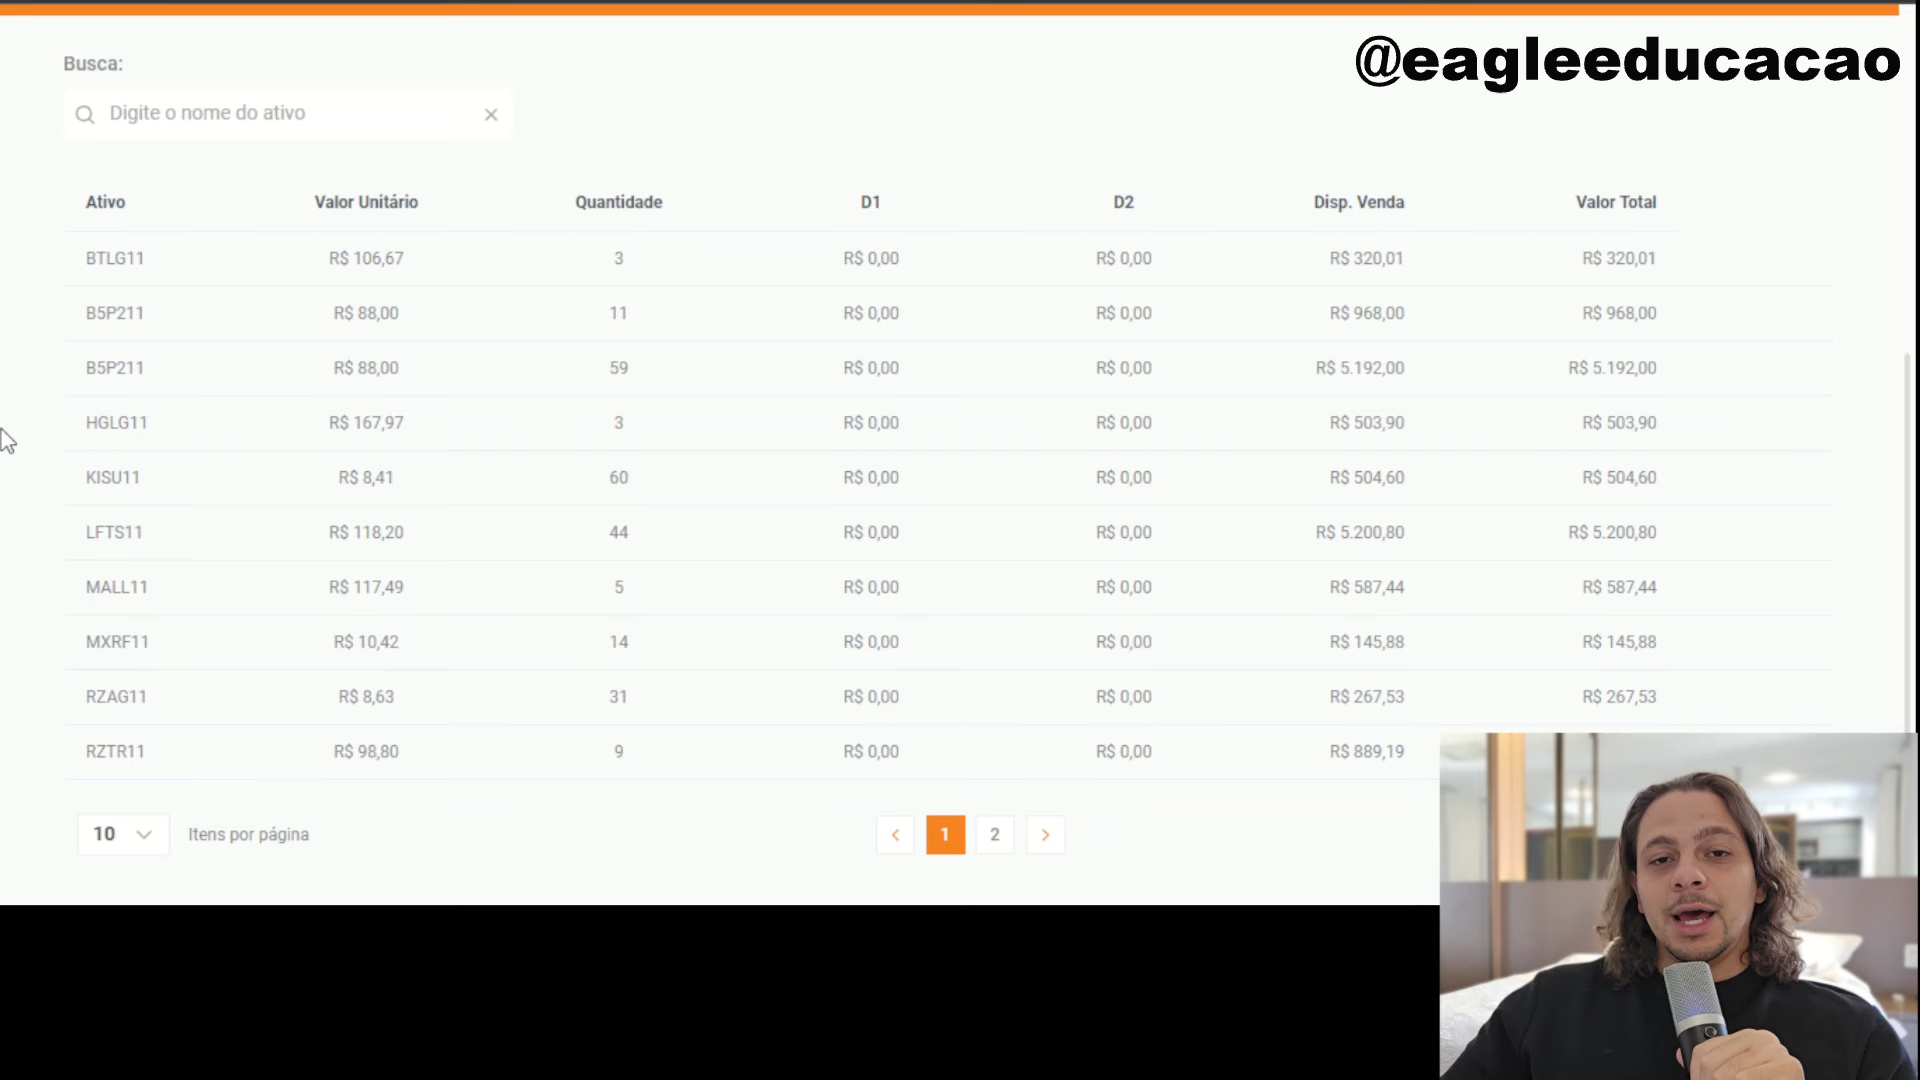 @eagleeducacao
Busca:
Digite o nome do ativo
Ativo Valor Unitário Quantidade D1 D2 Disp. Venda Valor Total
BTLG11 R$ 106,67 3 R$ 0,00 R$ 0,00 R$ 320,01 R$ 320,01
B5P211 R$ 88,00 11 R$ 0,00 R$ 0,00 R$ 968,00 R$ 968,00
B5P211 R$ 88,00 59 R$ 0,00 R$ 0,00 R$ 5.192,00 R$ 5.192,00
HGLG11 R$ 167,97 3 R$ 0,00 R$ 0,00 R$ 503,90 R$ 503,90
KISU11 R$ 8,41 60 R$ 0,00 R$ 0,00 R$ 504,60 R$ 504,60
LFTS11 R$ 118,20 44 R$ 0,00 R$ 0,00 R$ 5.200,80 R$ 5.200,80
MALL11 R$ 117,49 5 R$ 0,00 R$ 0,00 R$ 587,44 R$ 587,44
MXRF11 R$ 10,42 14 R$ 0,00 R$ 0,00 R$ 145,88 R$ 145,88
RZAG11 R$ 8,63 31 R$ 0,00 R$ 0,00 R$ 267,53 R$ 267,53
RZTR11 R$ 98,80 9 R$ 0,00 R$ 0,00 R$ 889,19
10 Itens por página 1 2